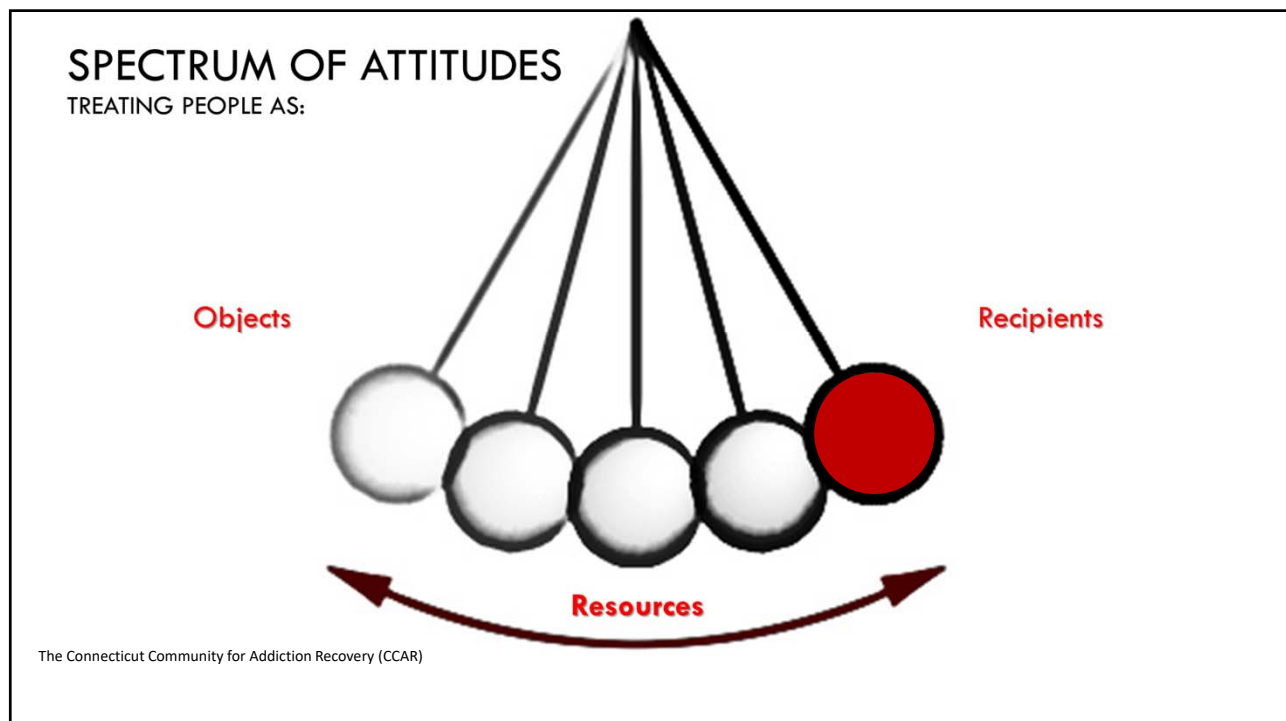 SPECTRUM OF ATTITUDES
TREATING PEOPLE AS:
Objects
Recipients
Resources
The Connecticut Community for Addiction Recovery (CCAR)